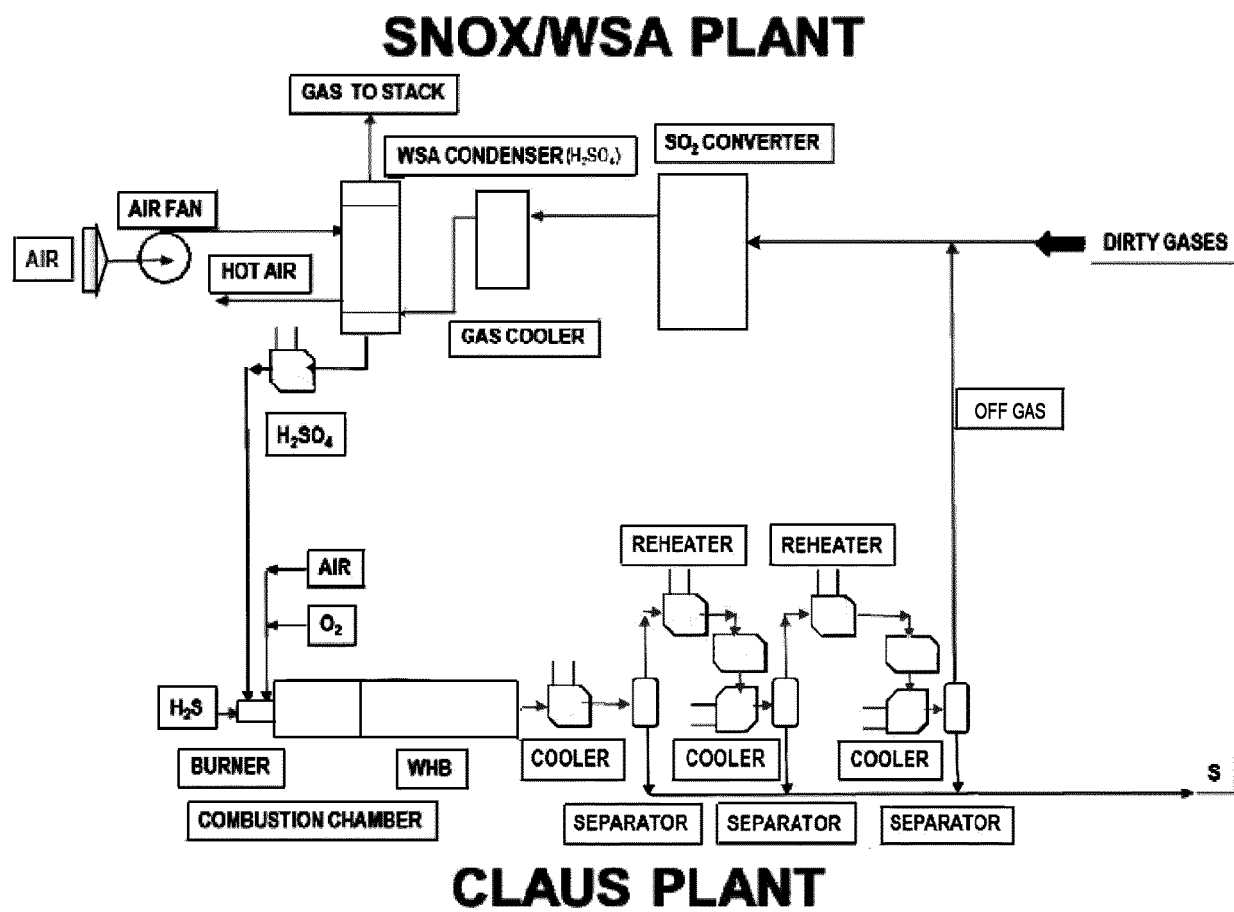 SNOX/WSA PLANT
GAS TO STACK
WSA CONDENSER (H₂SO₄)
SO₂ CONVERTER
AIR FAN
AIR
DIRTY GASES
HOT AIR
GAS COOLER
OFF GAS
H₂SO₄
REHEATER
REHEATER
AIR
O₂
H₂S
BURNER
WHB
COOLER
COOLER
COOLER
S
COMBUSTION CHAMBER
SEPARATOR
SEPARATOR
SEPARATOR
CLAUS PLANT